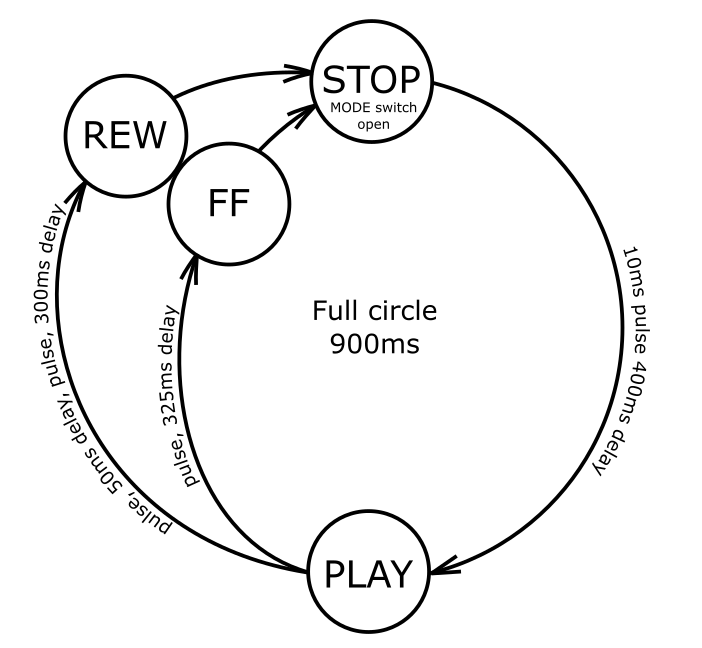 STOP
MODE switch
open
REW
FF
10ms pulse 400ms delay
Full circle
900ms
pulse, 325ms delay
pulse, 50ms delay, pulse, 300ms delay
PLAY